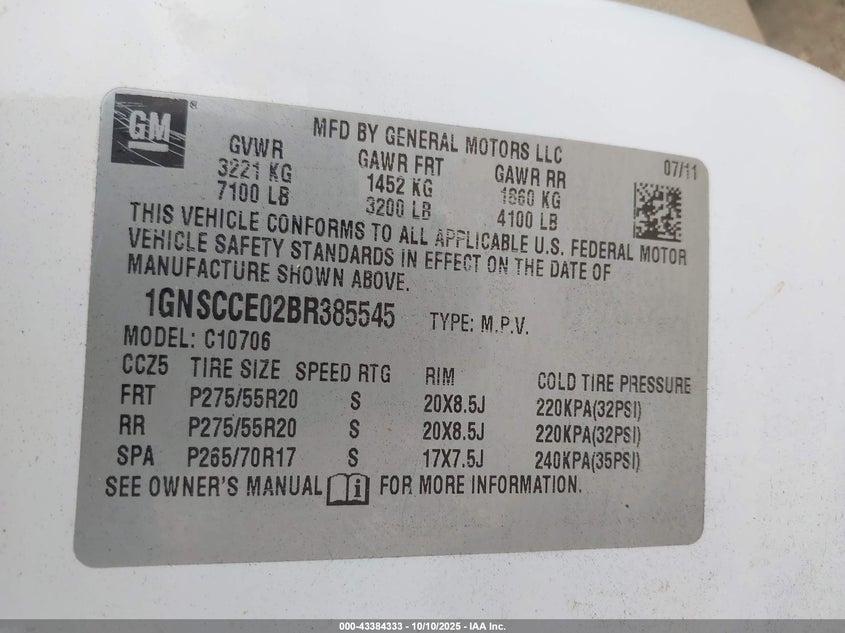 GM ®
MFD BY GENERAL MOTORS LLC
07/11
GVWR GAWR FRT GAWR RR
3221 KG 1452 KG 1860 KG
7100 LB 3200 LB 4100 LB
THIS VEHICLE CONFORMS TO ALL APPLICABLE U.S. FEDERAL MOTOR
VEHICLE SAFETY STANDARDS IN EFFECT ON THE DATE OF
MANUFACTURE SHOWN ABOVE.
1GNSCCE02BR385545 TYPE: M.P.V.
MODEL: C10706
CCZ5 TIRE SIZE SPEED RTG RIM COLD TIRE PRESSURE
FRT P275/55R20 S 20X8.5J 220KPA(32PSI)
RR P275/55R20 S 20X8.5J 220KPA(32PSI)
SPA P265/70R17 S 17X7.5J 240KPA(35PSI)
SEE OWNER'S MANUAL i FOR MORE INFORMATION.
000-43384333 - 10/10/2025 - IAA Inc.